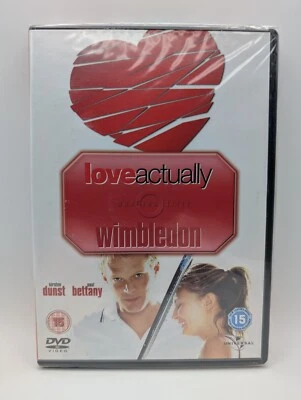 loveactually
&
wimbledon
kirsten paul
dunst bettany
15
15
DVD
VIDEO
UNIVERSAL